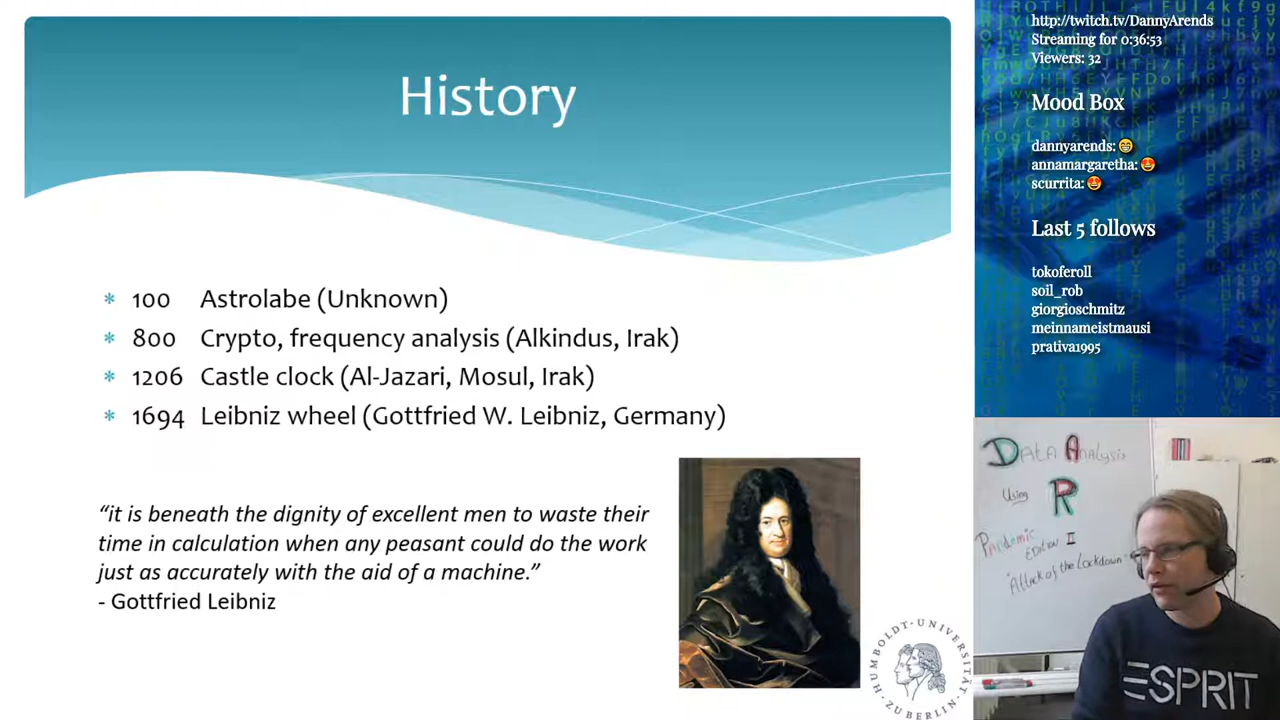 History
* 100 Astrolabe (Unknown)
* 800 Crypto, frequency analysis (Alkindus, Irak)
* 1206 Castle clock (Al-Jazari, Mosul, Irak)
* 1694 Leibniz wheel (Gottfried W. Leibniz, Germany)
“it is beneath the dignity of excellent men to waste their
time in calculation when any peasant could do the work
just as accurately with the aid of a machine.”
- Gottfried Leibniz
HUMBOLDT-UNIVERSITÄT
ZU BERLIN
http://twitch.tv/DannyArends
Streaming for 0:36:53
Viewers: 32
Mood Box
dannyarends: 😁
annamargaretha: 😍
scurrita: 😍
Last 5 follows
tokoferoll
soil_rob
giorgioschmitz
meinnameistmausi
prativa1995
Data Analysis
Using R
Pandemic
Edition II
"Attack of the Lockdown"
ESPRIT